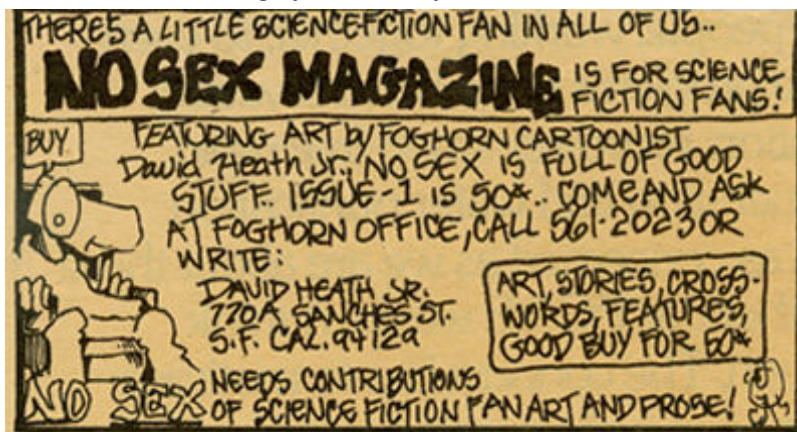 THERE'S A LITTLE SCIENCE-FICTION FAN IN ALL OF US..
NO SEX MAGAZINE IS FOR SCIENCE
FICTION FANS!
BUY
FEATURING ART by FOGHORN CARTOONIST
David Heath Jr., NO SEX IS FULL OF GOOD
STUFF. ISSUE-1 IS 50¢.. COME AND ASK
AT FOGHORN OFFICE, CALL 561-2023 OR
WRITE:
DAVID HEATH JR.
770A SANCHES ST.
S.F. CAL. 94129
ART, STORIES, CROSS-
WORDS, FEATURES,
GOOD BUY FOR 50¢
NO SEX NEEDS CONTRIBUTIONS
OF SCIENCE FICTION FAN ART AND PROSE!